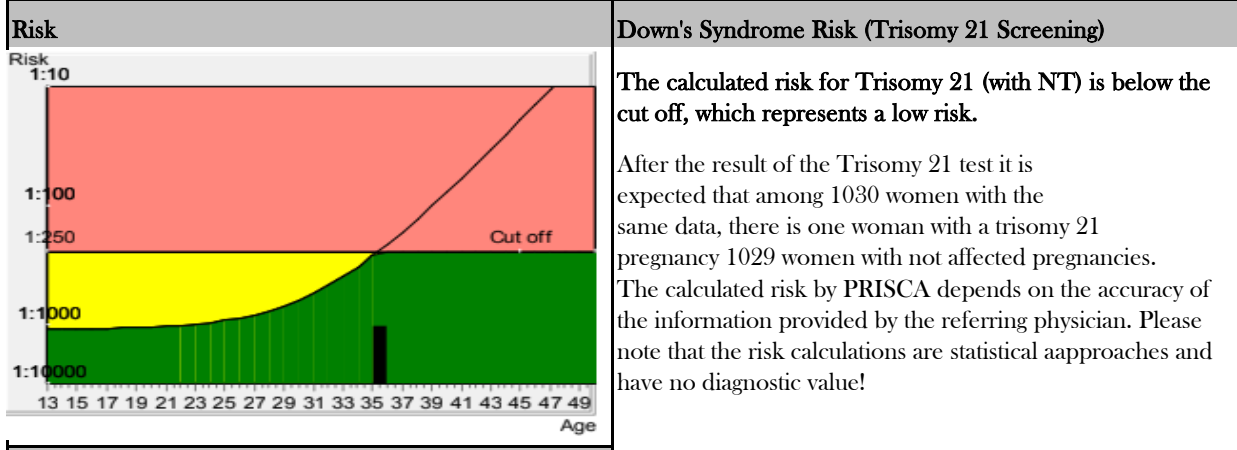 Risk
Down's Syndrome Risk (Trisomy 21 Screening)
Risk
1:10
1:100
1:250
Cut off
1:1000
1:10000
13 15 17 19 21 23 25 27 29 31 33 35 37 39 41 43 45 47 49
Age
The calculated risk for Trisomy 21 (with NT) is below the
cut off, which represents a low risk.
After the result of the Trisomy 21 test it is
expected that among 1030 women with the
same data, there is one woman with a trisomy 21
pregnancy 1029 women with not affected pregnancies.
The calculated risk by PRISCA depends on the accuracy of
the information provided by the referring physician. Please
note that the risk calculations are statistical aapproaches and
have no diagnostic value!